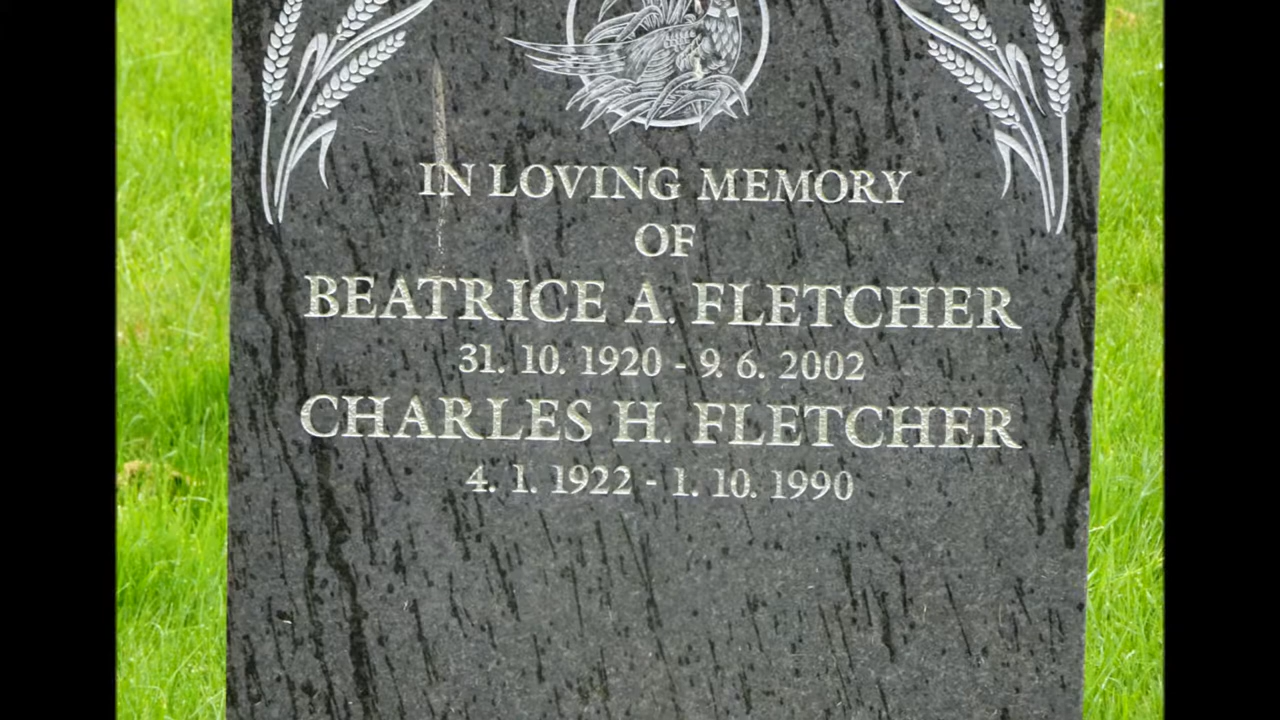 IN LOVING MEMORY
OF
BEATRICE A. FLETCHER
31. 10. 1920 - 9. 6. 2002
CHARLES H. FLETCHER
4. 1. 1922 - 1. 10. 1990